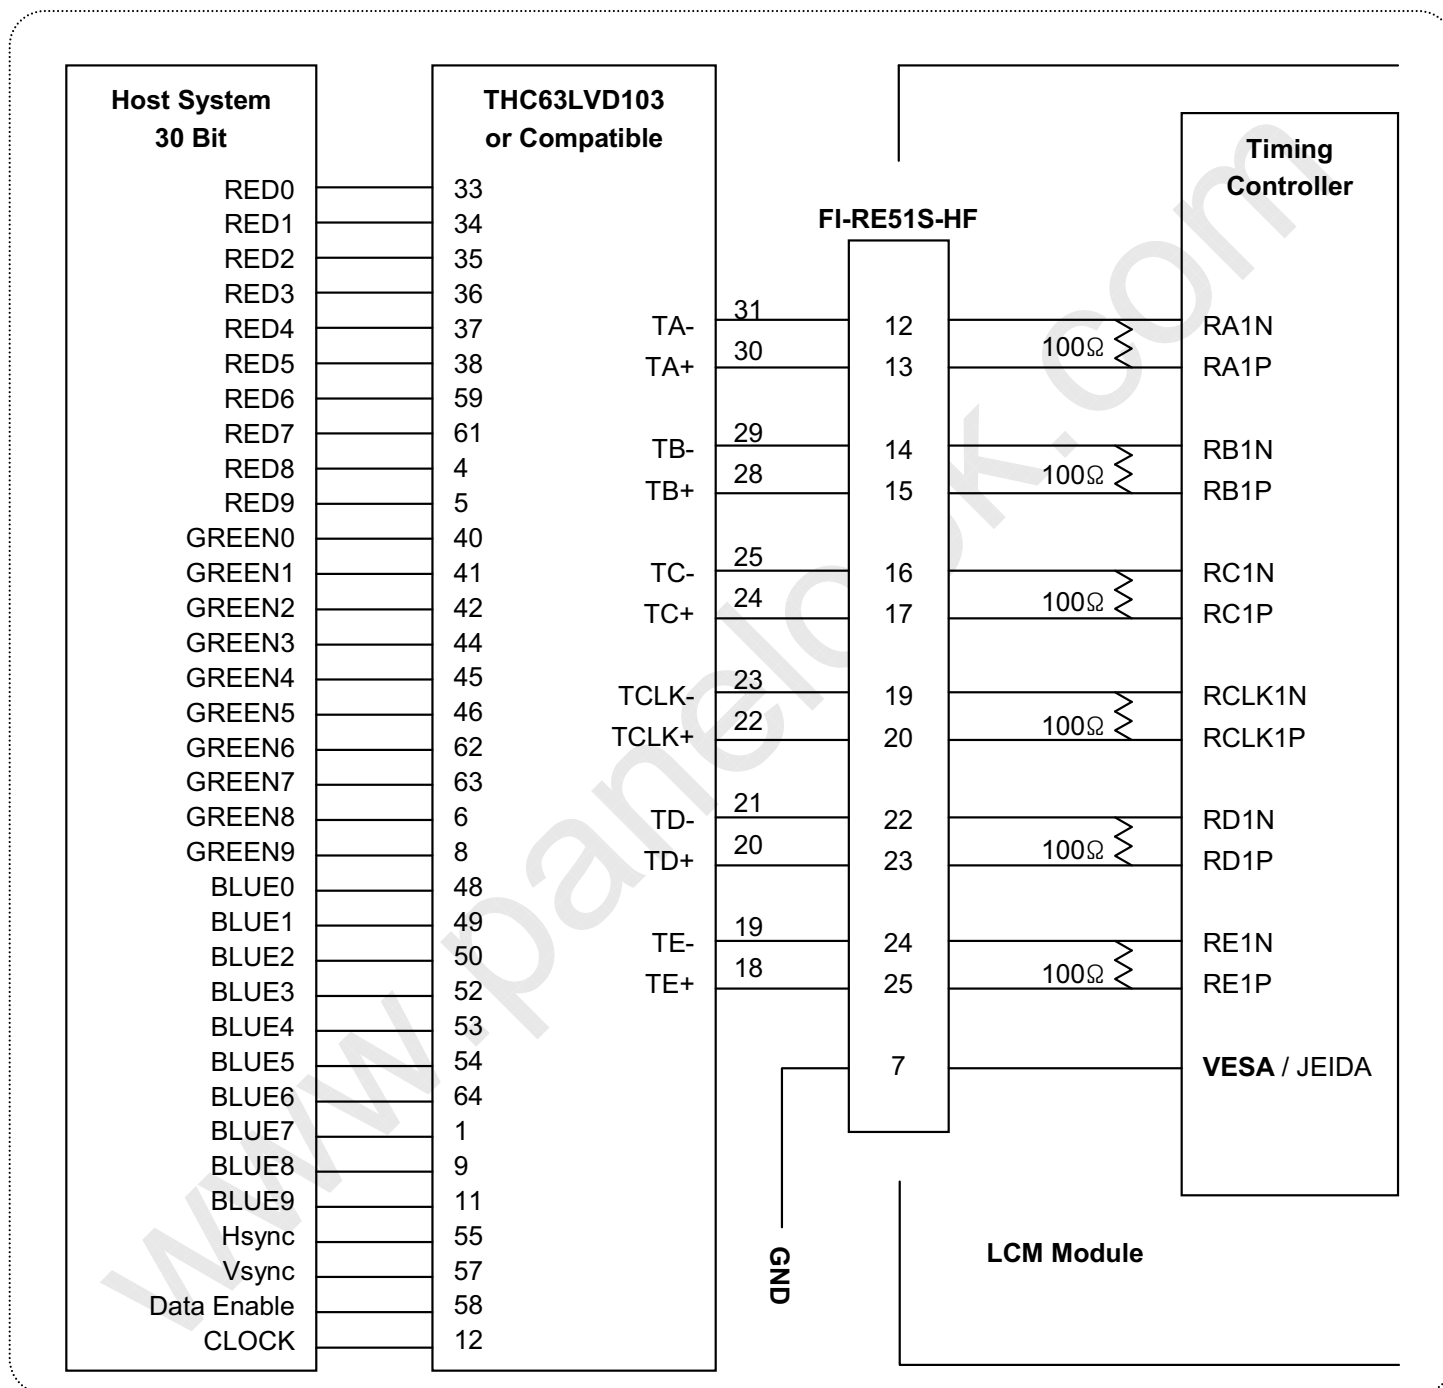 Host System
30 Bit
RED0
RED1
RED2
RED3
RED4
RED5
RED6
RED7
RED8
RED9
GREEN0
GREEN1
GREEN2
GREEN3
GREEN4
GREEN5
GREEN6
GREEN7
GREEN8
GREEN9
BLUE0
BLUE1
BLUE2
BLUE3
BLUE4
BLUE5
BLUE6
BLUE7
BLUE8
BLUE9
Hsync
Vsync
Data Enable
CLOCK
THC63LVD103
or Compatible
33
34
35
36
37
38
59
61
4
5
40
41
42
44
45
46
62
63
6
8
48
49
50
52
53
54
64
1
9
11
55
57
58
12
TA- 31
TA+ 30
TB- 29
TB+ 28
TC- 25
TC+ 24
TCLK- 23
TCLK+ 22
TD- 21
TD+ 20
TE- 19
TE+ 18
GND
FI-RE51S-HF
12
13
14
15
16
17
19
20
22
23
24
25
7
100Ω
100Ω
100Ω
100Ω
100Ω
100Ω
Timing
Controller
RA1N
RA1P
RB1N
RB1P
RC1N
RC1P
RCLK1N
RCLK1P
RD1N
RD1P
RE1N
RE1P
VESA / JEIDA
LCM Module
www.panelook.com